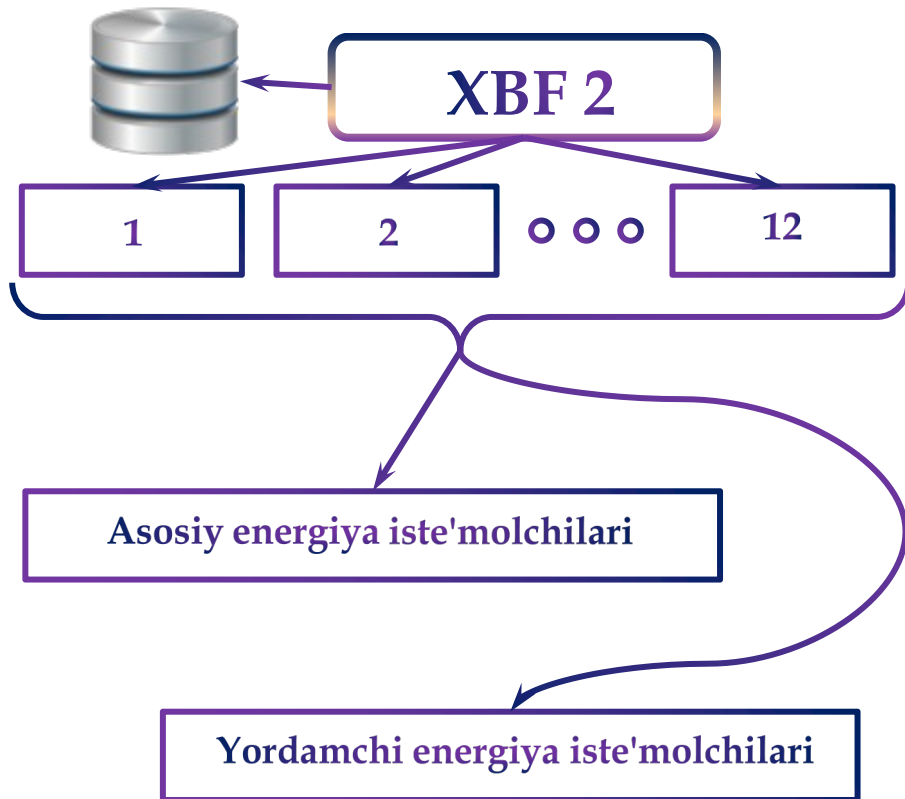 XBF 2
1
2
12
Asosiy energiya iste'molchilari
Yordamchi energiya iste'molchilari